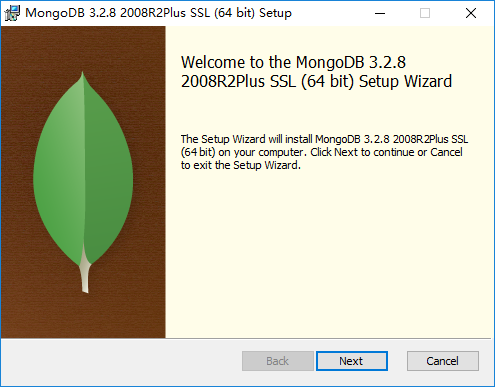 MongoDB 3.2.8 2008R2Plus SSL (64 bit) Setup
Welcome to the MongoDB 3.2.8
2008R2Plus SSL (64 bit) Setup Wizard
The Setup Wizard will install MongoDB 3.2.8 2008R2Plus SSL
(64 bit) on your computer. Click Next to continue or Cancel
to exit the Setup Wizard.
Back Next Cancel